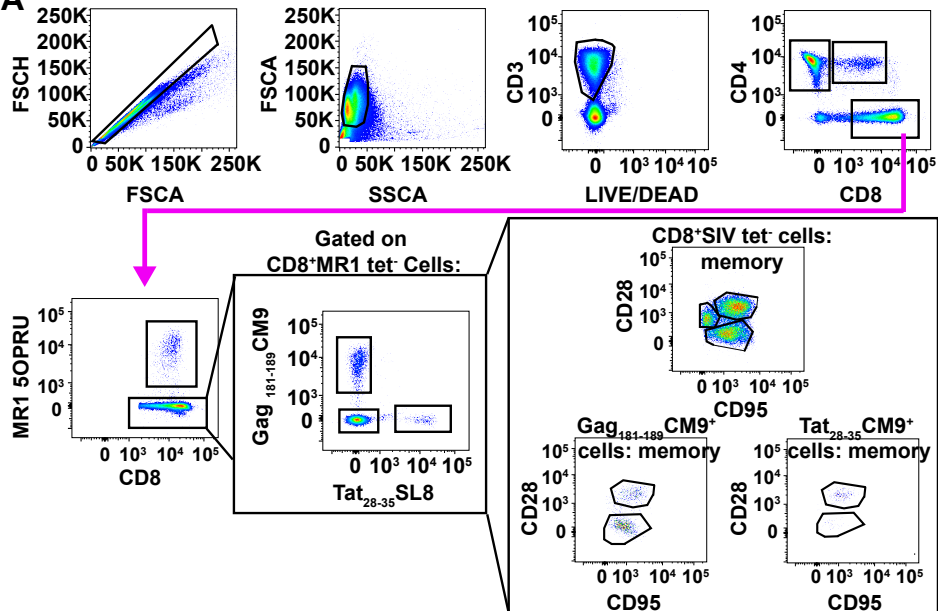 A
250K
200K
150K
100K
50K
0
FSCH
0 50K 150K 250K
FSCA
250K
200K
150K
100K
50K
0
FSCA
0 50K 150K 250K
SSCA
10⁵
10⁴
10³
0
CD3
0 10³ 10⁴ 10⁵
LIVE/DEAD
10⁵
10⁴
10³
0
CD4
0 10³ 10⁴ 10⁵
CD8
10⁵
10⁴
10³
0
MR1 5OPRU
0 10³ 10⁴ 10⁵
CD8
Gated on
CD8⁺MR1 tet⁻ Cells:
10⁵
10⁴
10³
0
Gag₁₈₁₋₁₈₉CM9
0 10³ 10⁴ 10⁵
Tat₂₈₋₃₅SL8
CD8⁺SIV tet⁻ cells:
memory
10⁵
10⁴
10³
0
CD28
0 10³ 10⁴ 10⁵
CD95
Gag₁₈₁₋₁₈₉CM9⁺
cells: memory
10⁵
10⁴
10³
0
CD28
0 10³ 10⁴ 10⁵
CD95
Tat₂₈₋₃₅CM9⁺
cells: memory
10⁵
10⁴
10³
0
CD28
0 10³ 10⁴ 10⁵
CD95